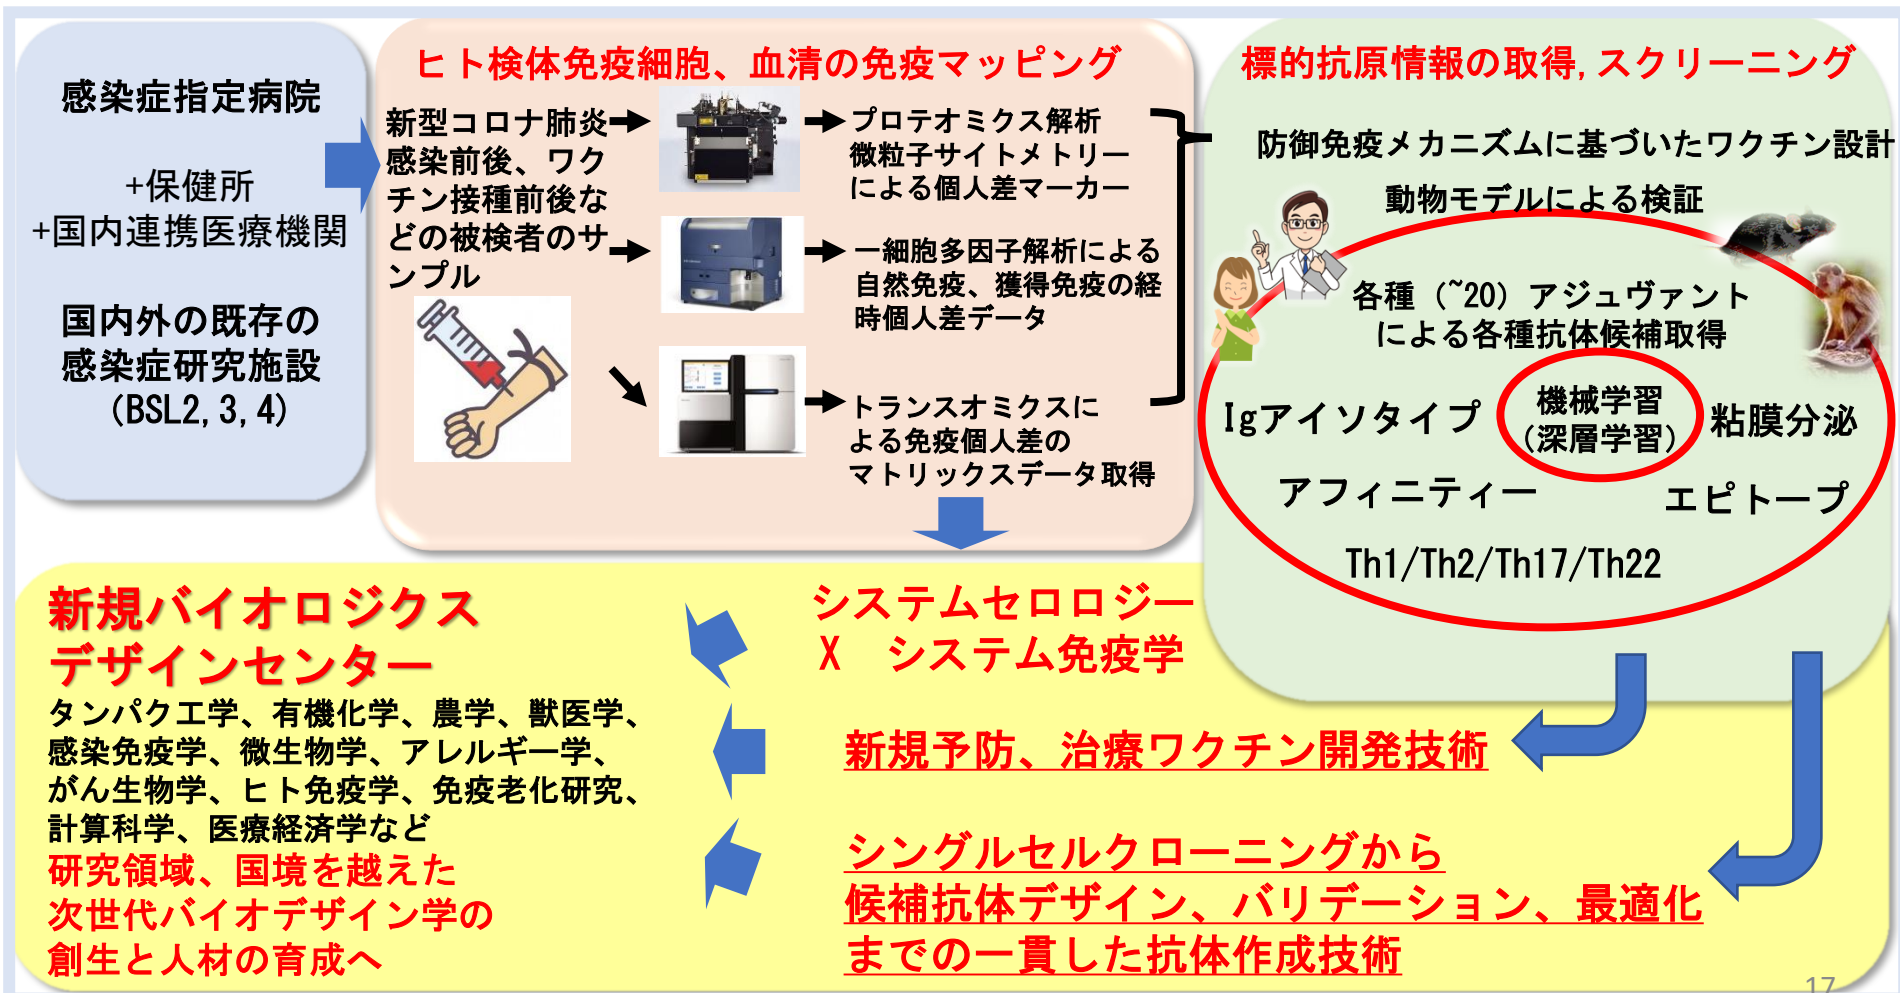 感染症指定病院
+保健所
+国内連携医療機関
国内外の既存の
感染症研究施設
(BSL2, 3, 4)
ヒト検体免疫細胞、血清の免疫マッピング
新型コロナ肺炎
感染前後、ワク
チン接種前後な
どの被検者のサ
ンプル
プロテオミクス解析
微粒子サイトメトリー
による個人差マーカー
一細胞多因子解析による
自然免疫、獲得免疫の経
時個人差データ
トランスオミクスに
よる免疫個人差の
マトリックスデータ取得
標的抗原情報の取得, スクリーニング
防御免疫メカニズムに基づいたワクチン設計
動物モデルによる検証
各種（~20）アジュヴァント
による各種抗体候補取得
機械学習
（深層学習）
Igアイソタイプ
粘膜分泌
アフィニティー
エピトープ
Th1/Th2/Th17/Th22
システムセロロジー
X　システム免疫学
新規予防、治療ワクチン開発技術
シングルセルクローニングから
候補抗体デザイン、バリデーション、最適化
までの一貫した抗体作成技術
新規バイオロジクス
デザインセンター
タンパク工学、有機化学、農学、獣医学、
感染免疫学、微生物学、アレルギー学、
がん生物学、ヒト免疫学、免疫老化研究、
計算科学、医療経済学など
研究領域、国境を越えた
次世代バイオデザイン学の
創生と人材の育成へ
17